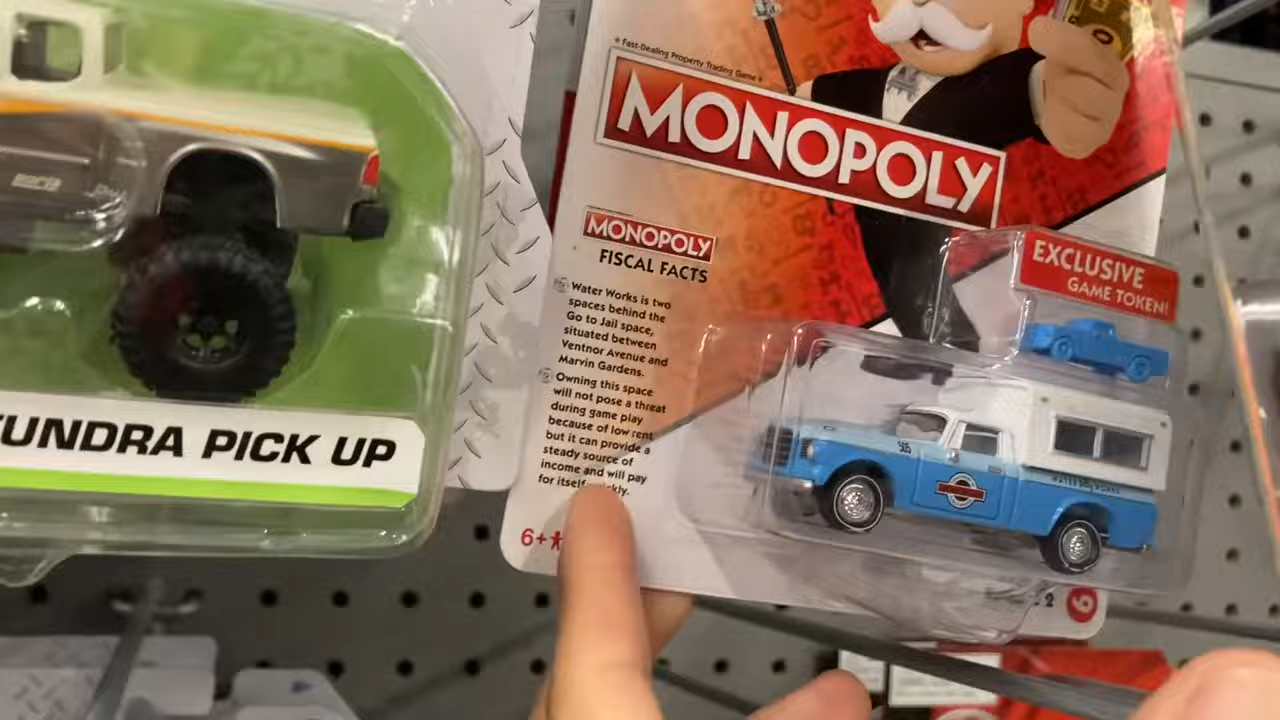 TUNDRA PICK UP
Fast-Dealing Property Trading Game
MONOPOLY
MONOPOLY
FISCAL FACTS
Water Works is two
spaces behind the
Go to Jail space,
situated between
Ventnor Avenue and
Marvin Gardens.
Owning this space
will not pose a threat
during game play
because of low rent
but it can provide a
steady source of
income and will pay
for itself
6+
EXCLUSIVE
GAME TOKEN!
WATER WORKS
2
6